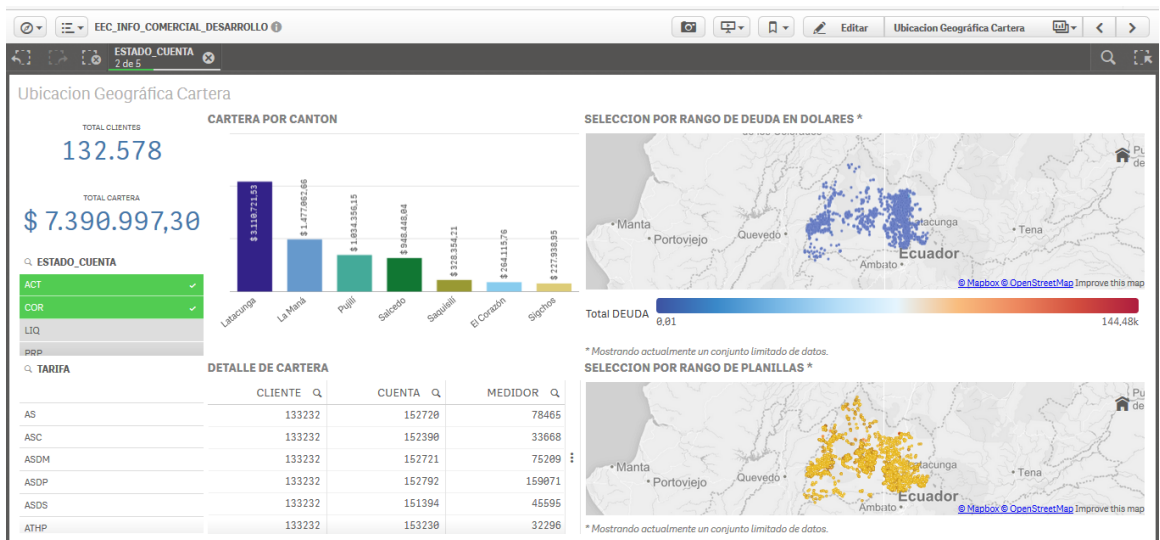 EEC_INFO_COMERCIAL_DESARROLLO
Editar
Ubicacion Geográfica Cartera
ESTADO_CUENTA
2 de 5
Ubicacion Geográfica Cartera
TOTAL CLIENTES
132.578
TOTAL CARTERA
$ 7.390.997,30
ESTADO_CUENTA
ACT
COR
LIQ
PRP
TARIFA
AS
ASC
ASDM
ASDP
ASDS
ATHP
CARTERA POR CANTON
$ 3.110.721,53
$ 1.477.062,66
$ 1.034.356,15
$ 948.448,04
$ 328.354,21
$ 264.115,76
$ 227.938,95
Latacunga
La Maná
Pujilí
Salcedo
Saquisilí
El Corazón
Sigchos
DETALLE DE CARTERA
CLIENTE CUENTA MEDIDOR
133232 152720 78465
133232 152390 33668
133232 152721 75209
133232 152792 159071
133232 151394 45595
133232 153230 32296
SELECCION POR RANGO DE DEUDA EN DOLARES *
Manta
Portoviejo
Quevedo
Tena
Ecuador
Ambato
© Mapbox © OpenStreetMap Improve this map
Total DEUDA
0,01
144,48k
* Mostrando actualmente un conjunto limitado de datos.
SELECCION POR RANGO DE PLANILLAS *
Manta
Portoviejo
Quevedo
Tena
Ecuador
Ambato
© Mapbox © OpenStreetMap Improve this map
* Mostrando actualmente un conjunto limitado de datos.